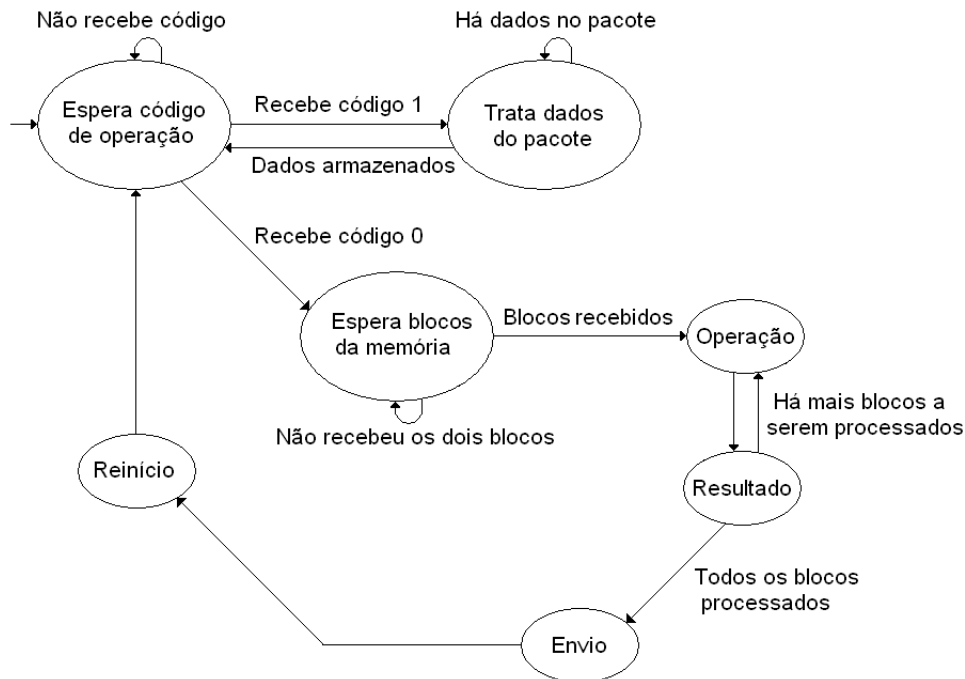 Não recebe código
Há dados no pacote
Espera código
de operação
Recebe código 1
Trata dados
do pacote
Dados armazenados
Recebe código 0
Espera blocos
da memória
Blocos recebidos
Operação
Há mais blocos a
serem processados
Não recebeu os dois blocos
Reinício
Resultado
Todos os blocos
processados
Envio